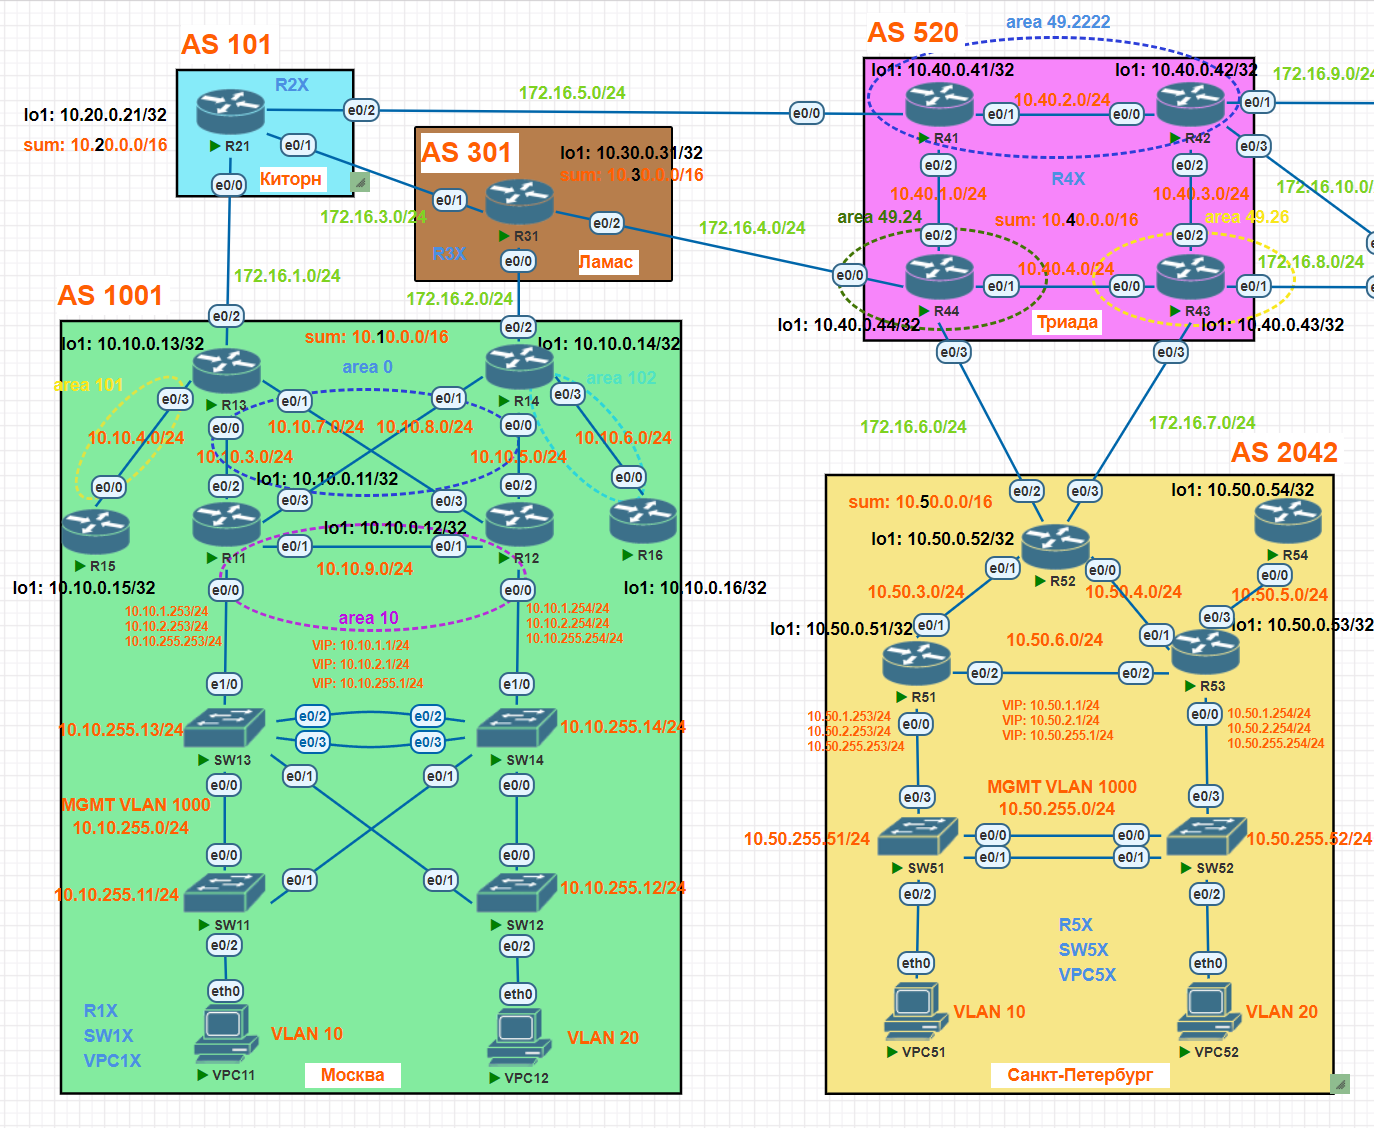 AS 101
R2X
lo1: 10.20.0.21/32
sum: 10.20.0.0/16
R21
e0/2
e0/1
e0/0
Киторн
172.16.5.0/24
172.16.3.0/24
172.16.1.0/24
AS 301
lo1: 10.30.0.31/32
sum: 10.30.0.0/16
e0/1
R31
e0/2
R3X
e0/0
Ламас
172.16.4.0/24
172.16.2.0/24
AS 520
area 49.2222
lo1: 10.40.0.41/32
lo1: 10.40.0.42/32
172.16.9.0/24
e0/0
e0/1
10.40.2.0/24
e0/0
e0/1
R41
R42
e0/3
e0/2
e0/2
R4X
10.40.1.0/24
10.40.3.0/24
172.16.10.0/
area 49.24
sum: 10.40.0.0/16
area 49.26
e0/2
e0/2
172.16.8.0/24
e0/0
e0/1
10.40.4.0/24
e0/0
e0/1
R44
R43
lo1: 10.40.0.44/32
Триада
lo1: 10.40.0.43/32
e0/3
e0/3
172.16.6.0/24
172.16.7.0/24
AS 1001
e0/2
e0/2
sum: 10.10.0.0/16
lo1: 10.10.0.13/32
lo1: 10.10.0.14/32
area 0
area 101
area 102
e0/3
R13
e0/1
e0/1
R14
e0/3
e0/0
e0/0
10.10.4.0/24
10.10.7.0/24
10.10.8.0/24
10.10.6.0/24
10.10.3.0/24
10.10.5.0/24
lo1: 10.10.0.11/32
e0/0
e0/2
e0/3
e0/3
e0/2
e0/0
lo1: 10.10.0.12/32
R15
R11
e0/1
e0/1
R12
R16
10.10.9.0/24
lo1: 10.10.0.15/32
e0/0
e0/0
lo1: 10.10.0.16/32
area 10
10.10.1.253/24
10.10.2.253/24
10.10.255.253/24
10.10.1.254/24
10.10.2.254/24
10.10.255.254/24
VIP: 10.10.1.1/24
VIP: 10.10.2.1/24
VIP: 10.10.255.1/24
e1/0
e1/0
10.10.255.13/24
e0/2
e0/2
10.10.255.14/24
e0/3
e0/3
SW13
SW14
e0/0
e0/1
e0/1
e0/0
MGMT VLAN 1000
10.10.255.0/24
e0/0
e0/1
e0/1
e0/0
10.10.255.11/24
10.10.255.12/24
SW11
SW12
e0/2
e0/2
eth0
eth0
R1X
SW1X
VPC1X
VLAN 10
VLAN 20
VPC11
VPC12
Москва
AS 2042
e0/2
e0/3
lo1: 10.50.0.54/32
sum: 10.50.0.0/16
lo1: 10.50.0.52/32
R54
e0/1
R52
e0/0
e0/0
10.50.3.0/24
10.50.4.0/24
10.50.5.0/24
e0/3
lo1: 10.50.0.51/32
e0/1
10.50.6.0/24
e0/1
lo1: 10.50.0.53/32
e0/2
e0/2
R51
R53
e0/0
e0/0
10.50.1.253/24
10.50.2.253/24
10.50.255.253/24
VIP: 10.50.1.1/24
VIP: 10.50.2.1/24
VIP: 10.50.255.1/24
10.50.1.254/24
10.50.2.254/24
10.50.255.254/24
e0/3
e0/3
MGMT VLAN 1000
10.50.255.0/24
10.50.255.51/24
e0/0
e0/0
10.50.255.52/24
e0/1
e0/1
SW51
SW52
e0/2
e0/2
R5X
SW5X
VPC5X
eth0
eth0
VLAN 10
VLAN 20
VPC51
VPC52
Санкт-Петербург